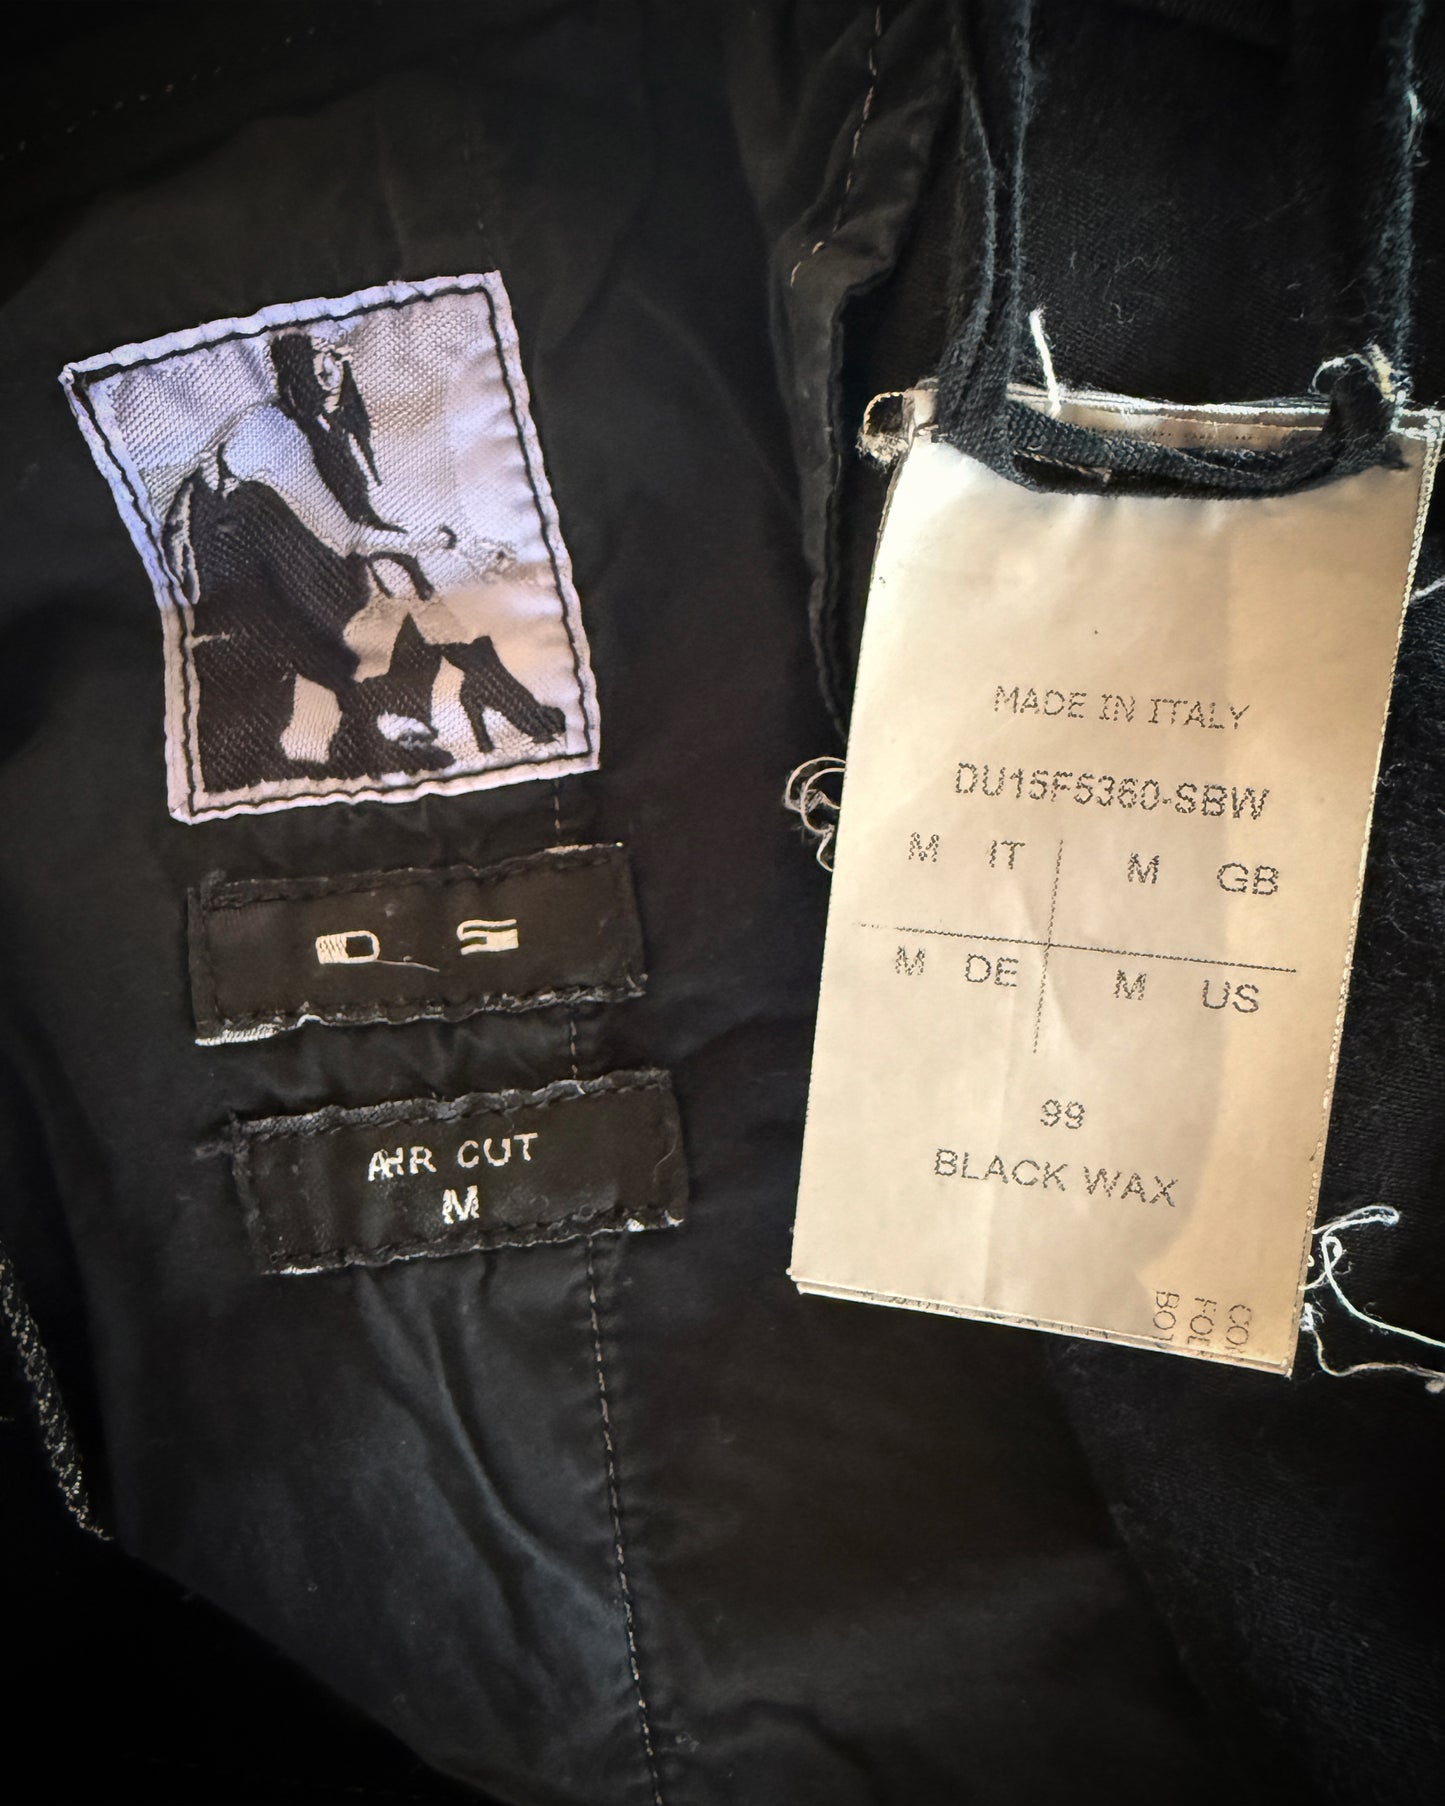 AIR CUT
M
MADE IN ITALY
DU15F5360-SBW
M IT M GB
M DE M US
99
BLACK WAX